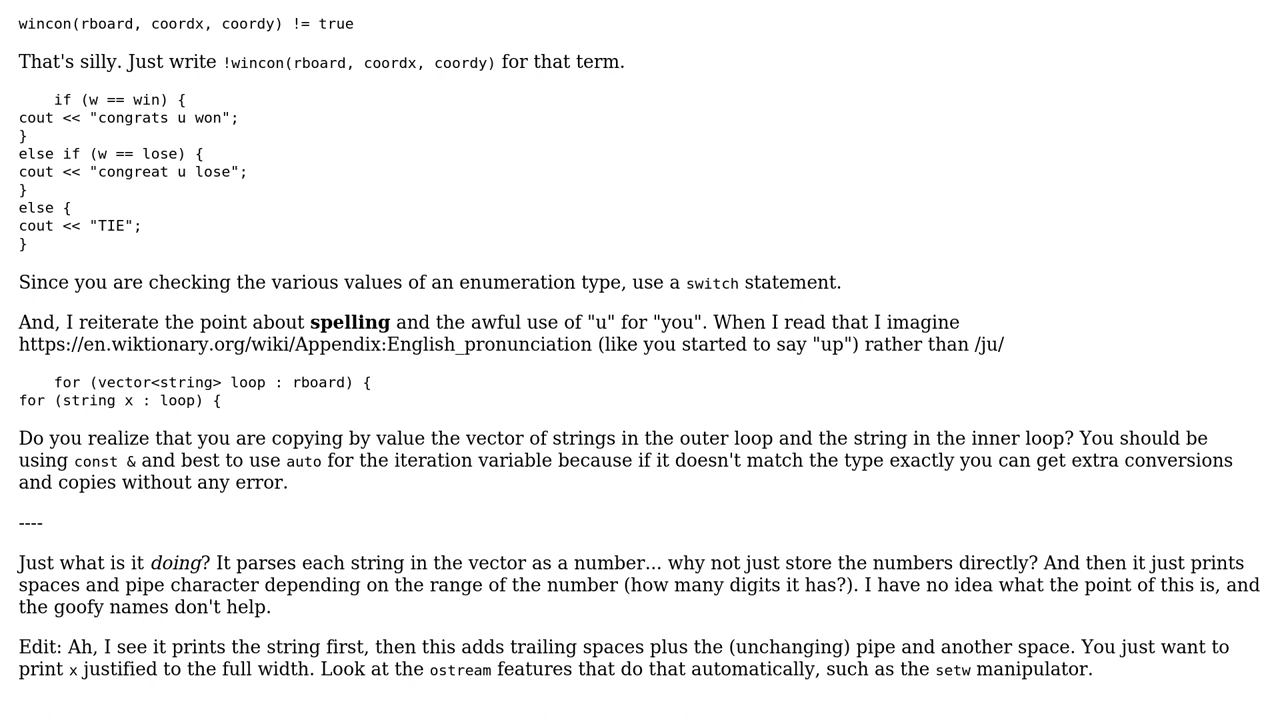 wincon(rboard, coordx, coordy) != true
That's silly. Just write !wincon(rboard, coordx, coordy) for that term.
    if (w == win) {
cout << "congrats u won";
}
else if (w == lose) {
cout << "congreat u lose";
}
else {
cout << "TIE";
}
Since you are checking the various values of an enumeration type, use a switch statement.
And, I reiterate the point about spelling and the awful use of "u" for "you". When I read that I imagine
https://en.wiktionary.org/wiki/Appendix:English_pronunciation (like you started to say "up") rather than /ju/
    for (vector<string> loop : rboard) {
for (string x : loop) {
Do you realize that you are copying by value the vector of strings in the outer loop and the string in the inner loop? You should be
using const & and best to use auto for the iteration variable because if it doesn't match the type exactly you can get extra conversions
and copies without any error.
----
Just what is it doing? It parses each string in the vector as a number... why not just store the numbers directly? And then it just prints
spaces and pipe character depending on the range of the number (how many digits it has?). I have no idea what the point of this is, and
the goofy names don't help.
Edit: Ah, I see it prints the string first, then this adds trailing spaces plus the (unchanging) pipe and another space. You just want to
print x justified to the full width. Look at the ostream features that do that automatically, such as the setw manipulator.